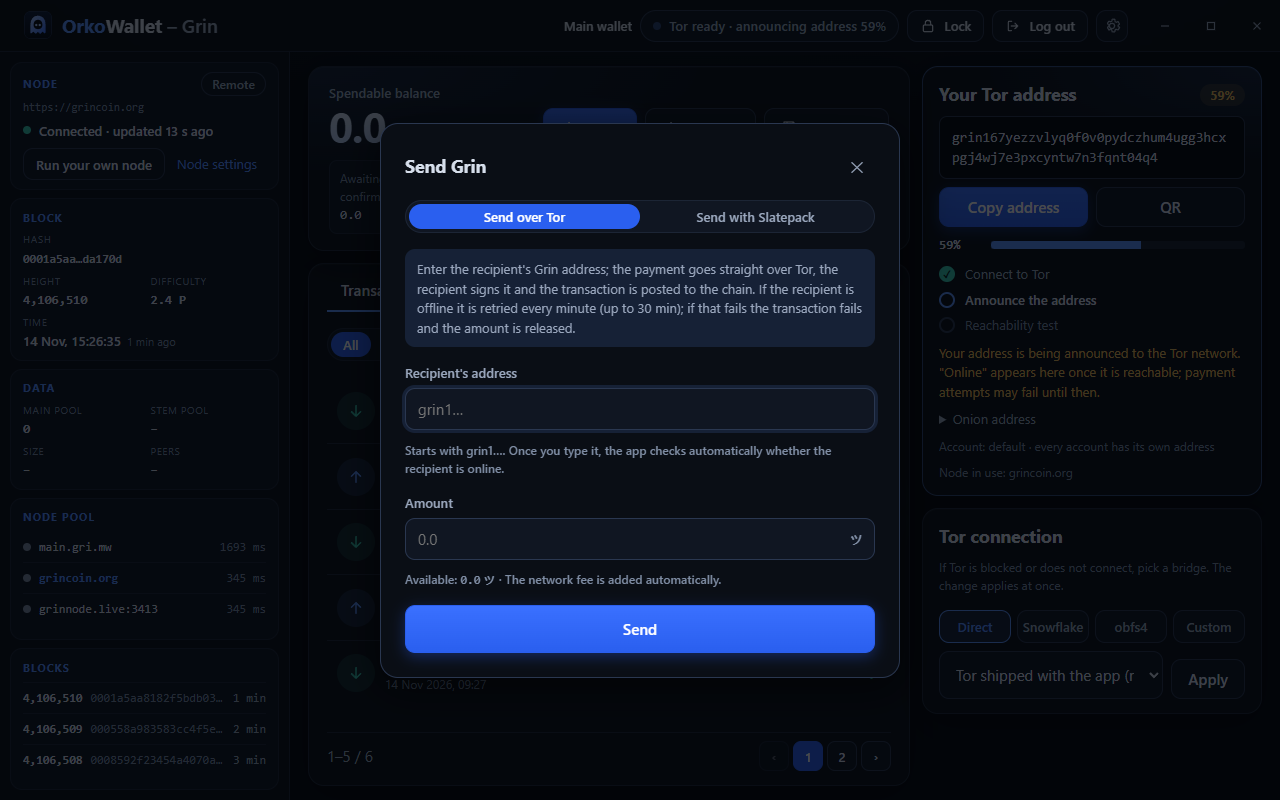 OrkoWallet – Grin
Main wallet
Tor ready · announcing address 59%
Lock
Log out
NODE
Remote
https://grincoin.org
Connected · updated 13 s ago
Run your own node
Node settings
BLOCK
HASH
0001a5aa…da170d
HEIGHT
DIFFICULTY
4,106,510
2.4 P
TIME
14 Nov, 15:26:35 1 min ago
DATA
MAIN POOL
STEM POOL
0
–
SIZE
PEERS
–
–
NODE POOL
main.gri.mw
1693 ms
grincoin.org
345 ms
grinnode.live:3413
345 ms
BLOCKS
4,106,510 0001a5aa8182f5bdb03… 1 min
4,106,509 000558a983583cc4f5e… 2 min
4,106,508 0008592f23454a4070a… 3 min
Spendable balance
0.0
0.0
All
14 Nov 2026, 09:27
1–5 / 6
‹
1
2
›
Send Grin
Send over Tor
Send with Slatepack
Enter the recipient's Grin address; the payment goes straight over Tor, the
recipient signs it and the transaction is posted to the chain. If the recipient is
offline it is retried every minute (up to 30 min); if that fails the transaction fails
and the amount is released.
Recipient's address
grin1...
Starts with grin1.... Once you type it, the app checks automatically whether the
recipient is online.
Amount
0.0
ツ
Available: 0.0 ツ · The network fee is added automatically.
Send
Your Tor address
59%
grin167yezzvlyq0f0v0pydczhum4ugg3hcx
pgj4wj7e3pxcyntw7n3fqnt04q4
Copy address
QR
59%
Connect to Tor
Announce the address
Reachability test
Your address is being announced to the Tor network.
"Online" appears here once it is reachable; payment
attempts may fail until then.
Onion address
Account: default · every account has its own address
Node in use: grincoin.org
Tor connection
If Tor is blocked or does not connect, pick a bridge. The
change applies at once.
Direct
Snowflake
obfs4
Custom
Tor shipped with the app (r
Apply